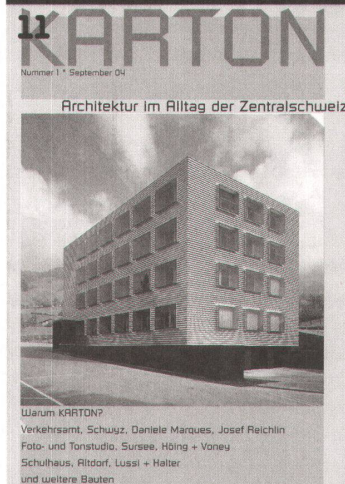 11
KARTON
Nummer 1 * September 04
Architektur im Alltag der Zentralschweiz
Warum KARTON?
Verkehrsamt, Schwyz, Daniele Marques, Josef Reichlin
Foto- und Tonstudio, Sursee, Höing + Voney
Schulhaus, Altdorf, Lussi + Halter
und weitere Bauten